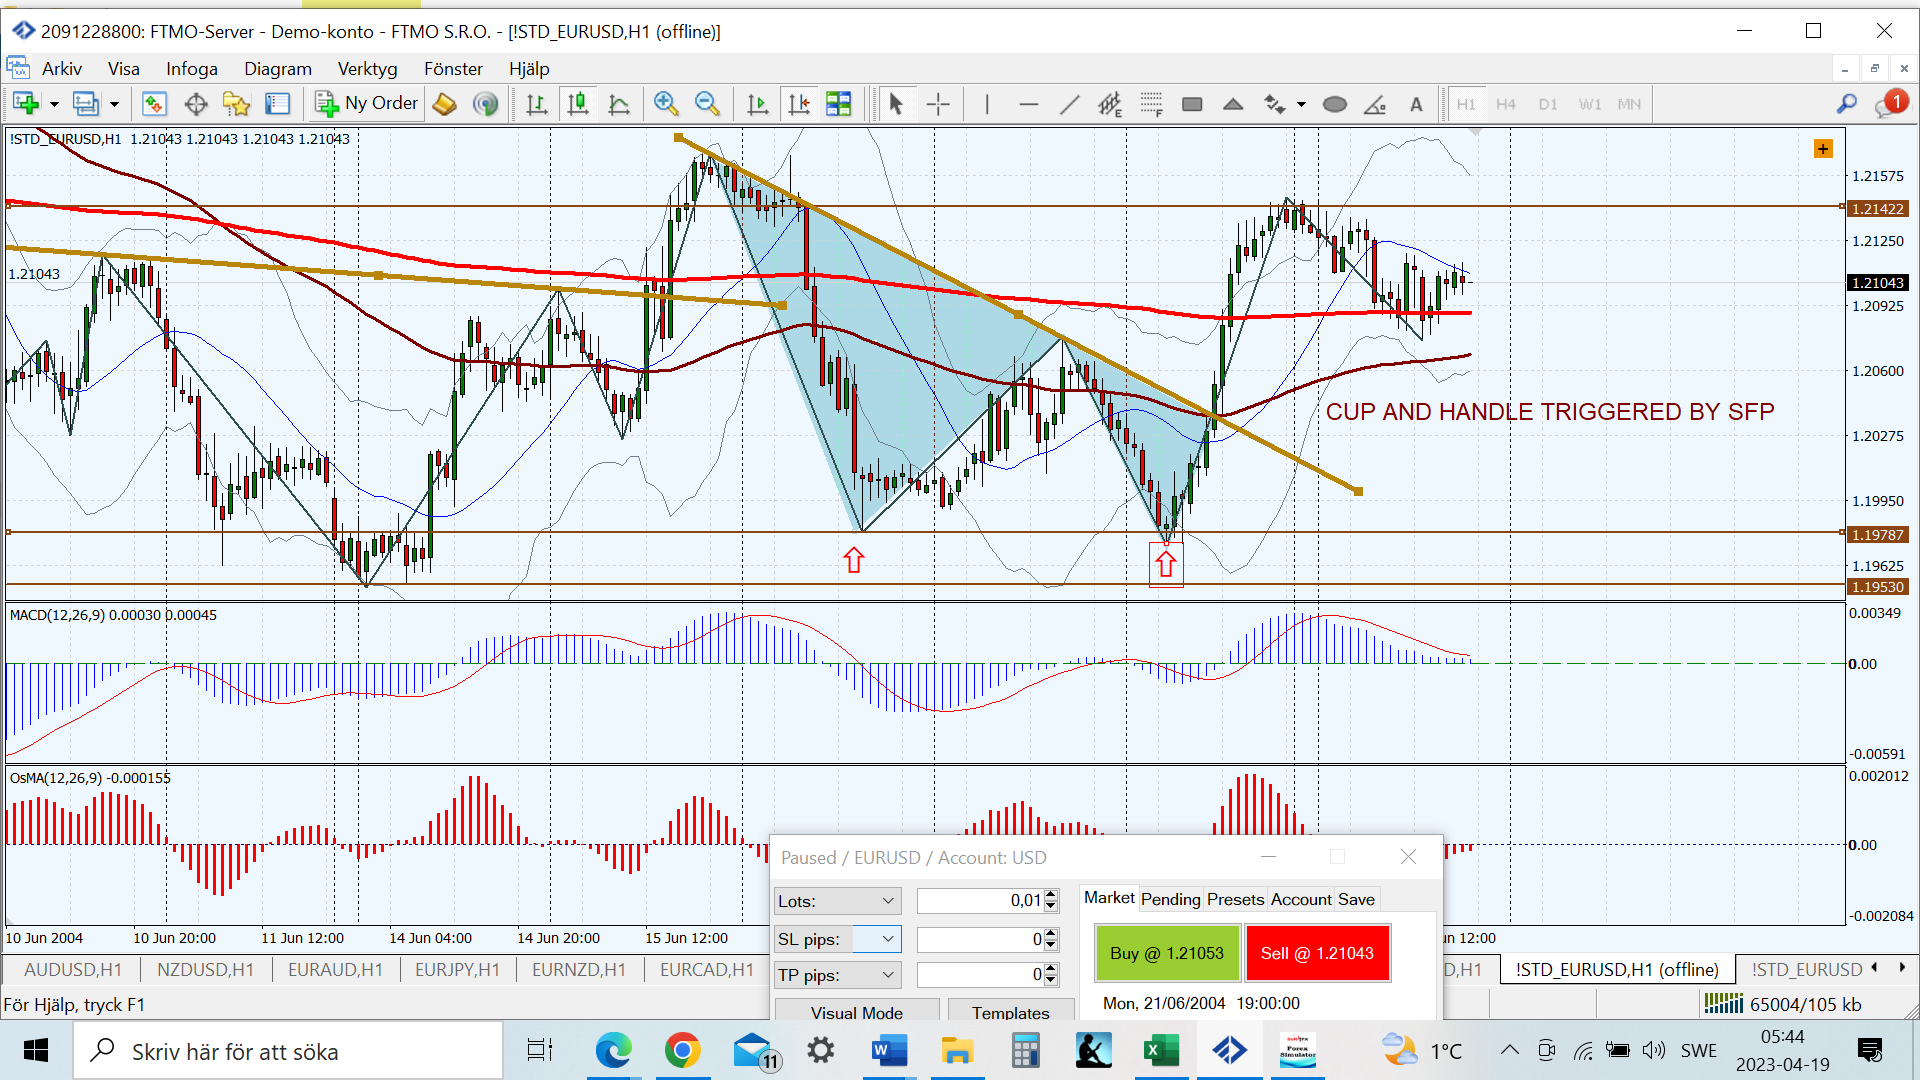 2091228800: FTMO-Server - Demo-konto - FTMO S.R.O. - [!STD_EURUSD,H1 (offline)]
Arkiv Visa Infoga Diagram Verktyg Fönster Hjälp
Ny Order A H1 H4 D1 W1 MN 1
!STD_EURUSD,H1 1.21043 1.21043 1.21043 1.21043
1.21575
1.21422
1.21250
1.21043
1.21043
1.20925
1.20600
CUP AND HANDLE TRIGGERED BY SFP
1.20275
1.19950
1.19787
1.19625
1.19530
MACD(12,26,9) 0.00030 0.00045
0.00349
0.00
-0.00591
OsMA(12,26,9) -0.000155
0.002012
0.00
-0.002084
10 Jun 2004 10 Jun 20:00 11 Jun 12:00 14 Jun 04:00 14 Jun 20:00 15 Jun 12:00 un 12:00
Paused / EURUSD / Account: USD
Lots: 0,01
Market Pending Presets Account Save
SL pips: 0
Buy @ 1.21053 Sell @ 1.21043
TP pips: 0
Mon, 21/06/2004 19:00:00
Visual Mode Templates
AUDUSD,H1 NZDUSD,H1 EURAUD,H1 EURJPY,H1 EURNZD,H1 EURCAD,H1 D,H1 !STD_EURUSD,H1 (offline) !STD_EURUSD
För Hjälp, tryck F1
65004/105 kb
Skriv här för att söka
11
Forex
Simulator
1°C
SWE
05:44
2023-04-19